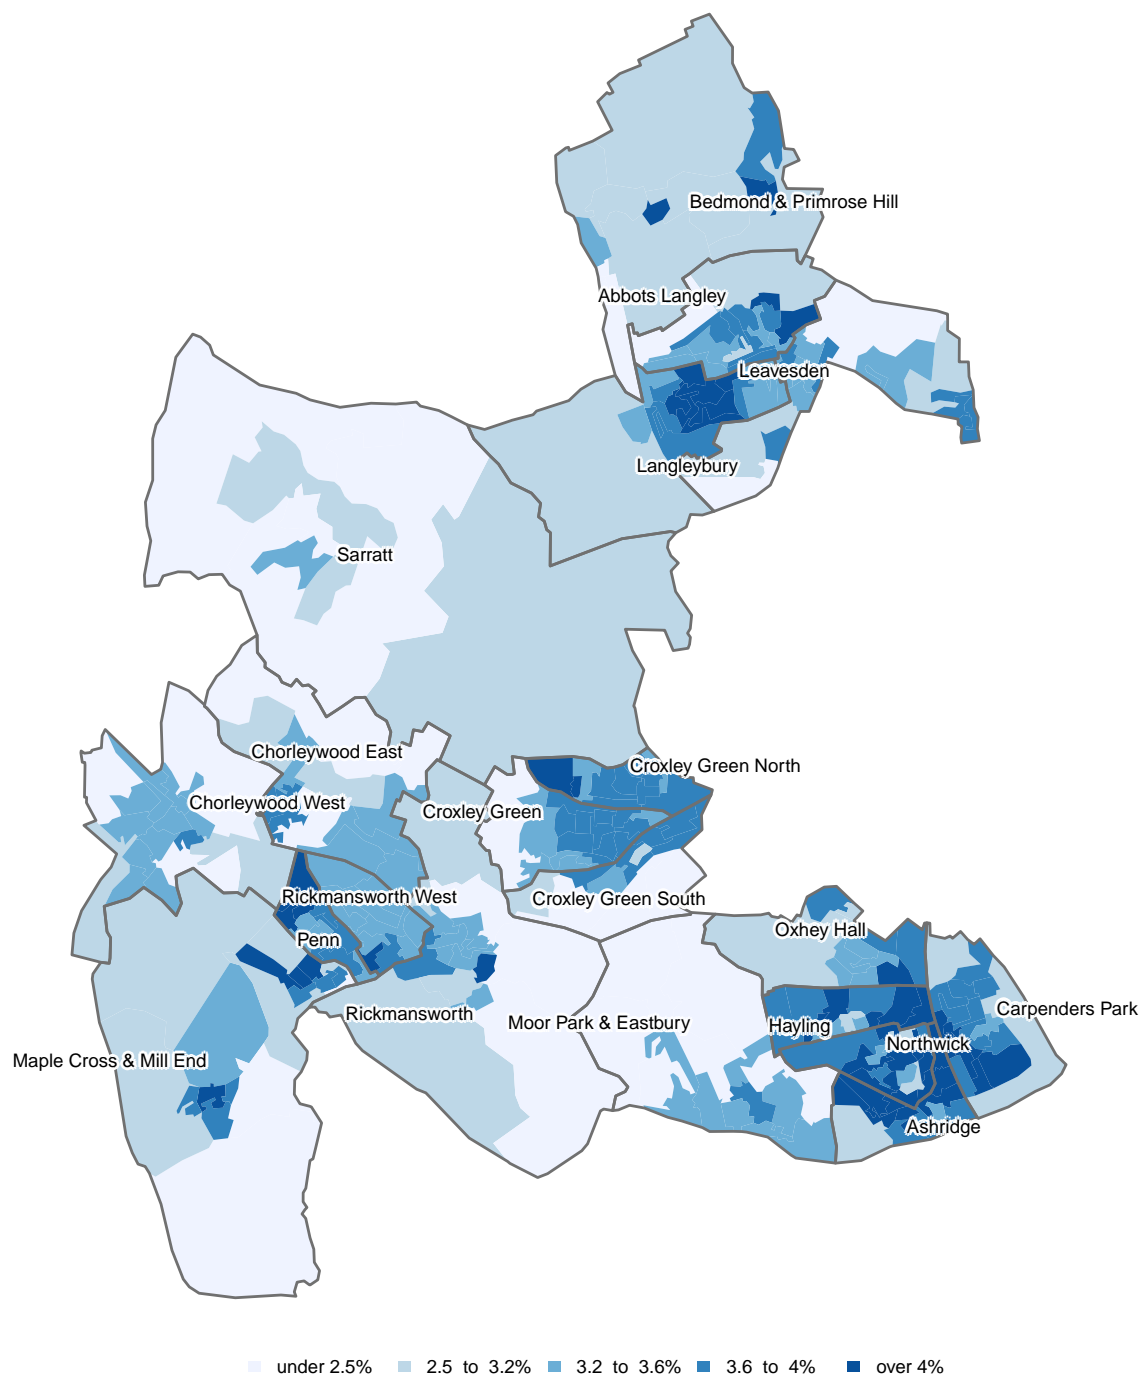 Bedmond & Primrose Hill
Abbots Langley
Leavesden
Langleybury
Sarratt
Chorleywood East
Croxley Green North
Chorleywood West
Croxley Green
Rickmansworth West
Croxley Green South
Penn
Oxhey Hall
Rickmansworth
Moor Park & Eastbury
Hayling
Carpenders Park
Northwick
Maple Cross & Mill End
Ashridge
under 2.5% 2.5 to 3.2% 3.2 to 3.6% 3.6 to 4% over 4%